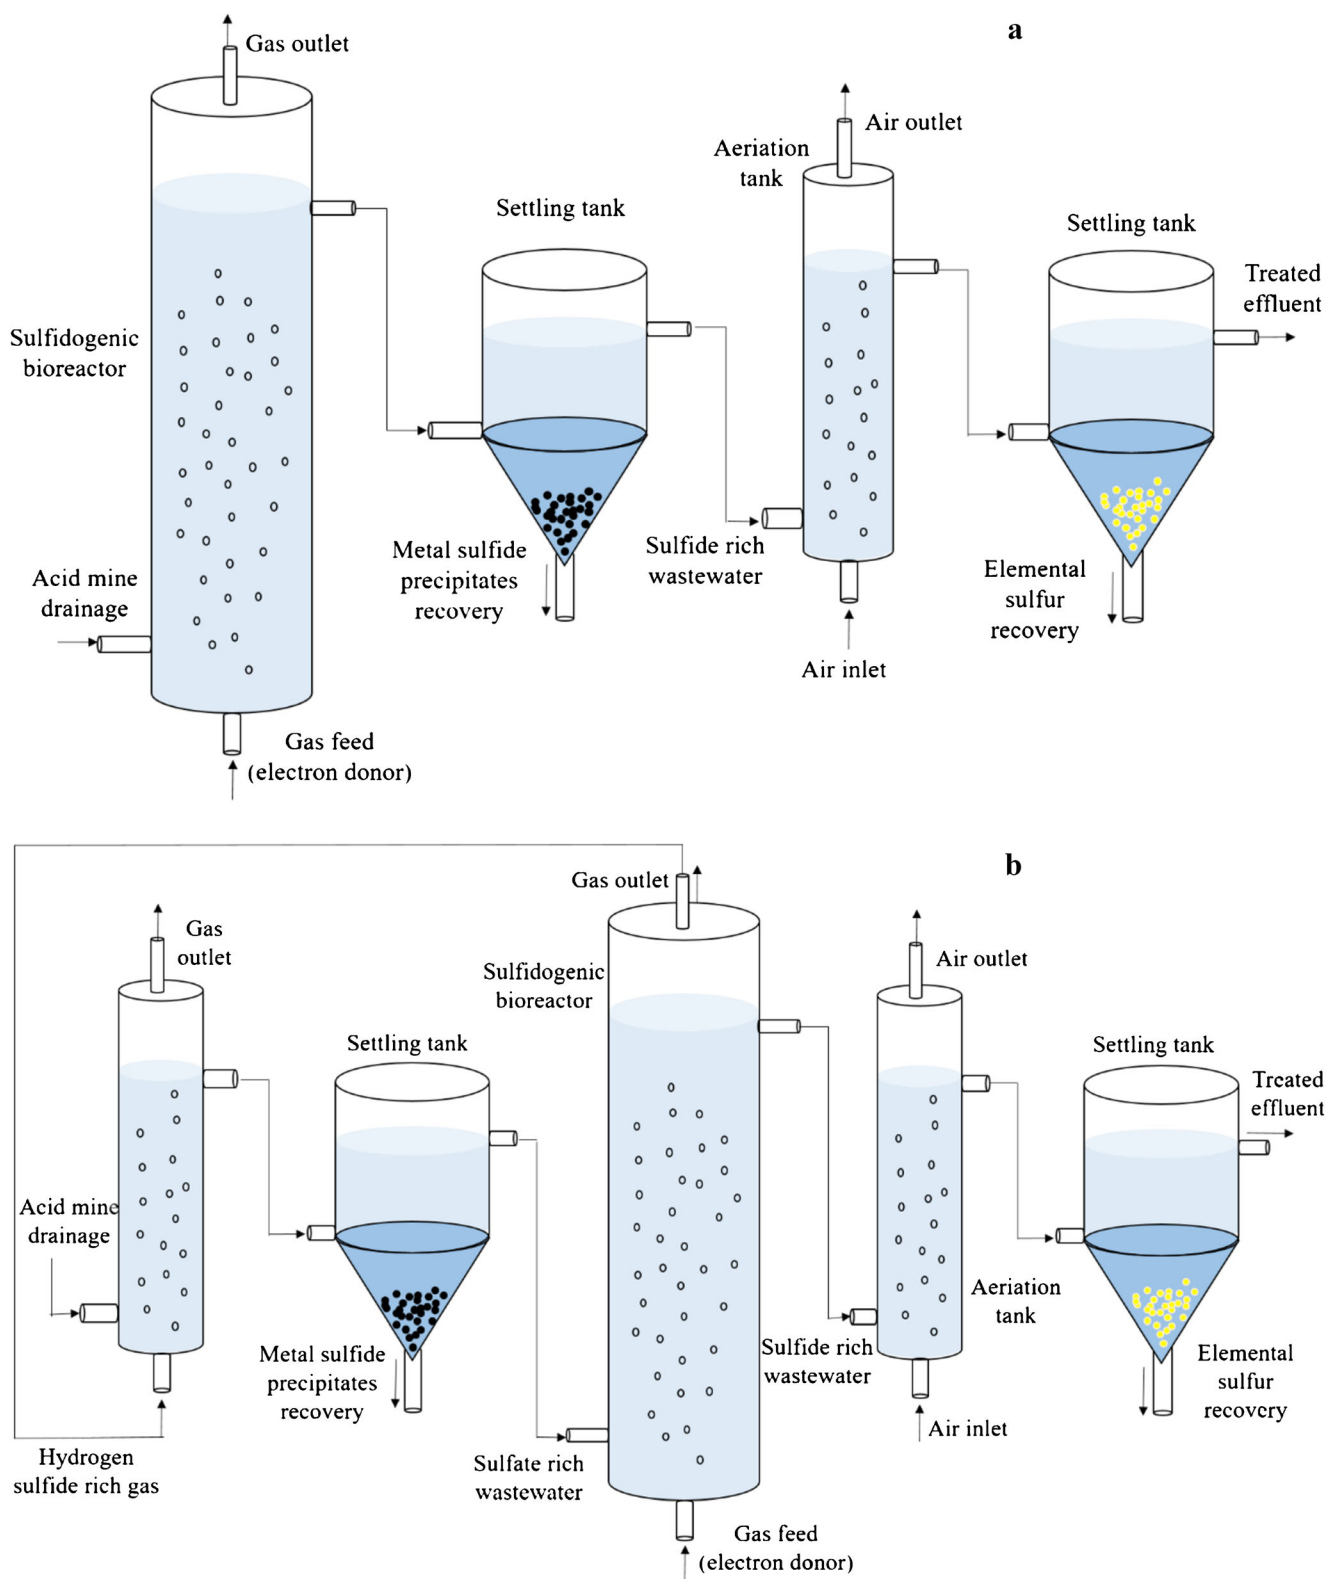 a
Gas outlet
Air outlet
Aeriation
tank
Settling tank
Settling tank
Treated
effluent
Sulfidogenic
bioreactor
Metal sulfide
precipitates
recovery
Sulfide rich
wastewater
Elemental
sulfur
recovery
Acid mine
drainage
Air inlet
Gas feed
(electron donor)
b
Gas outlet
Gas
outlet
Sulfidogenic
bioreactor
Air outlet
Settling tank
Settling tank
Treated
effluent
Acid mine
drainage
Aeriation
tank
Metal sulfide
precipitates
recovery
Sulfide rich
wastewater
Elemental
sulfur
recovery
Air inlet
Hydrogen
sulfide rich gas
Sulfate rich
wastewater
Gas feed
(electron donor)